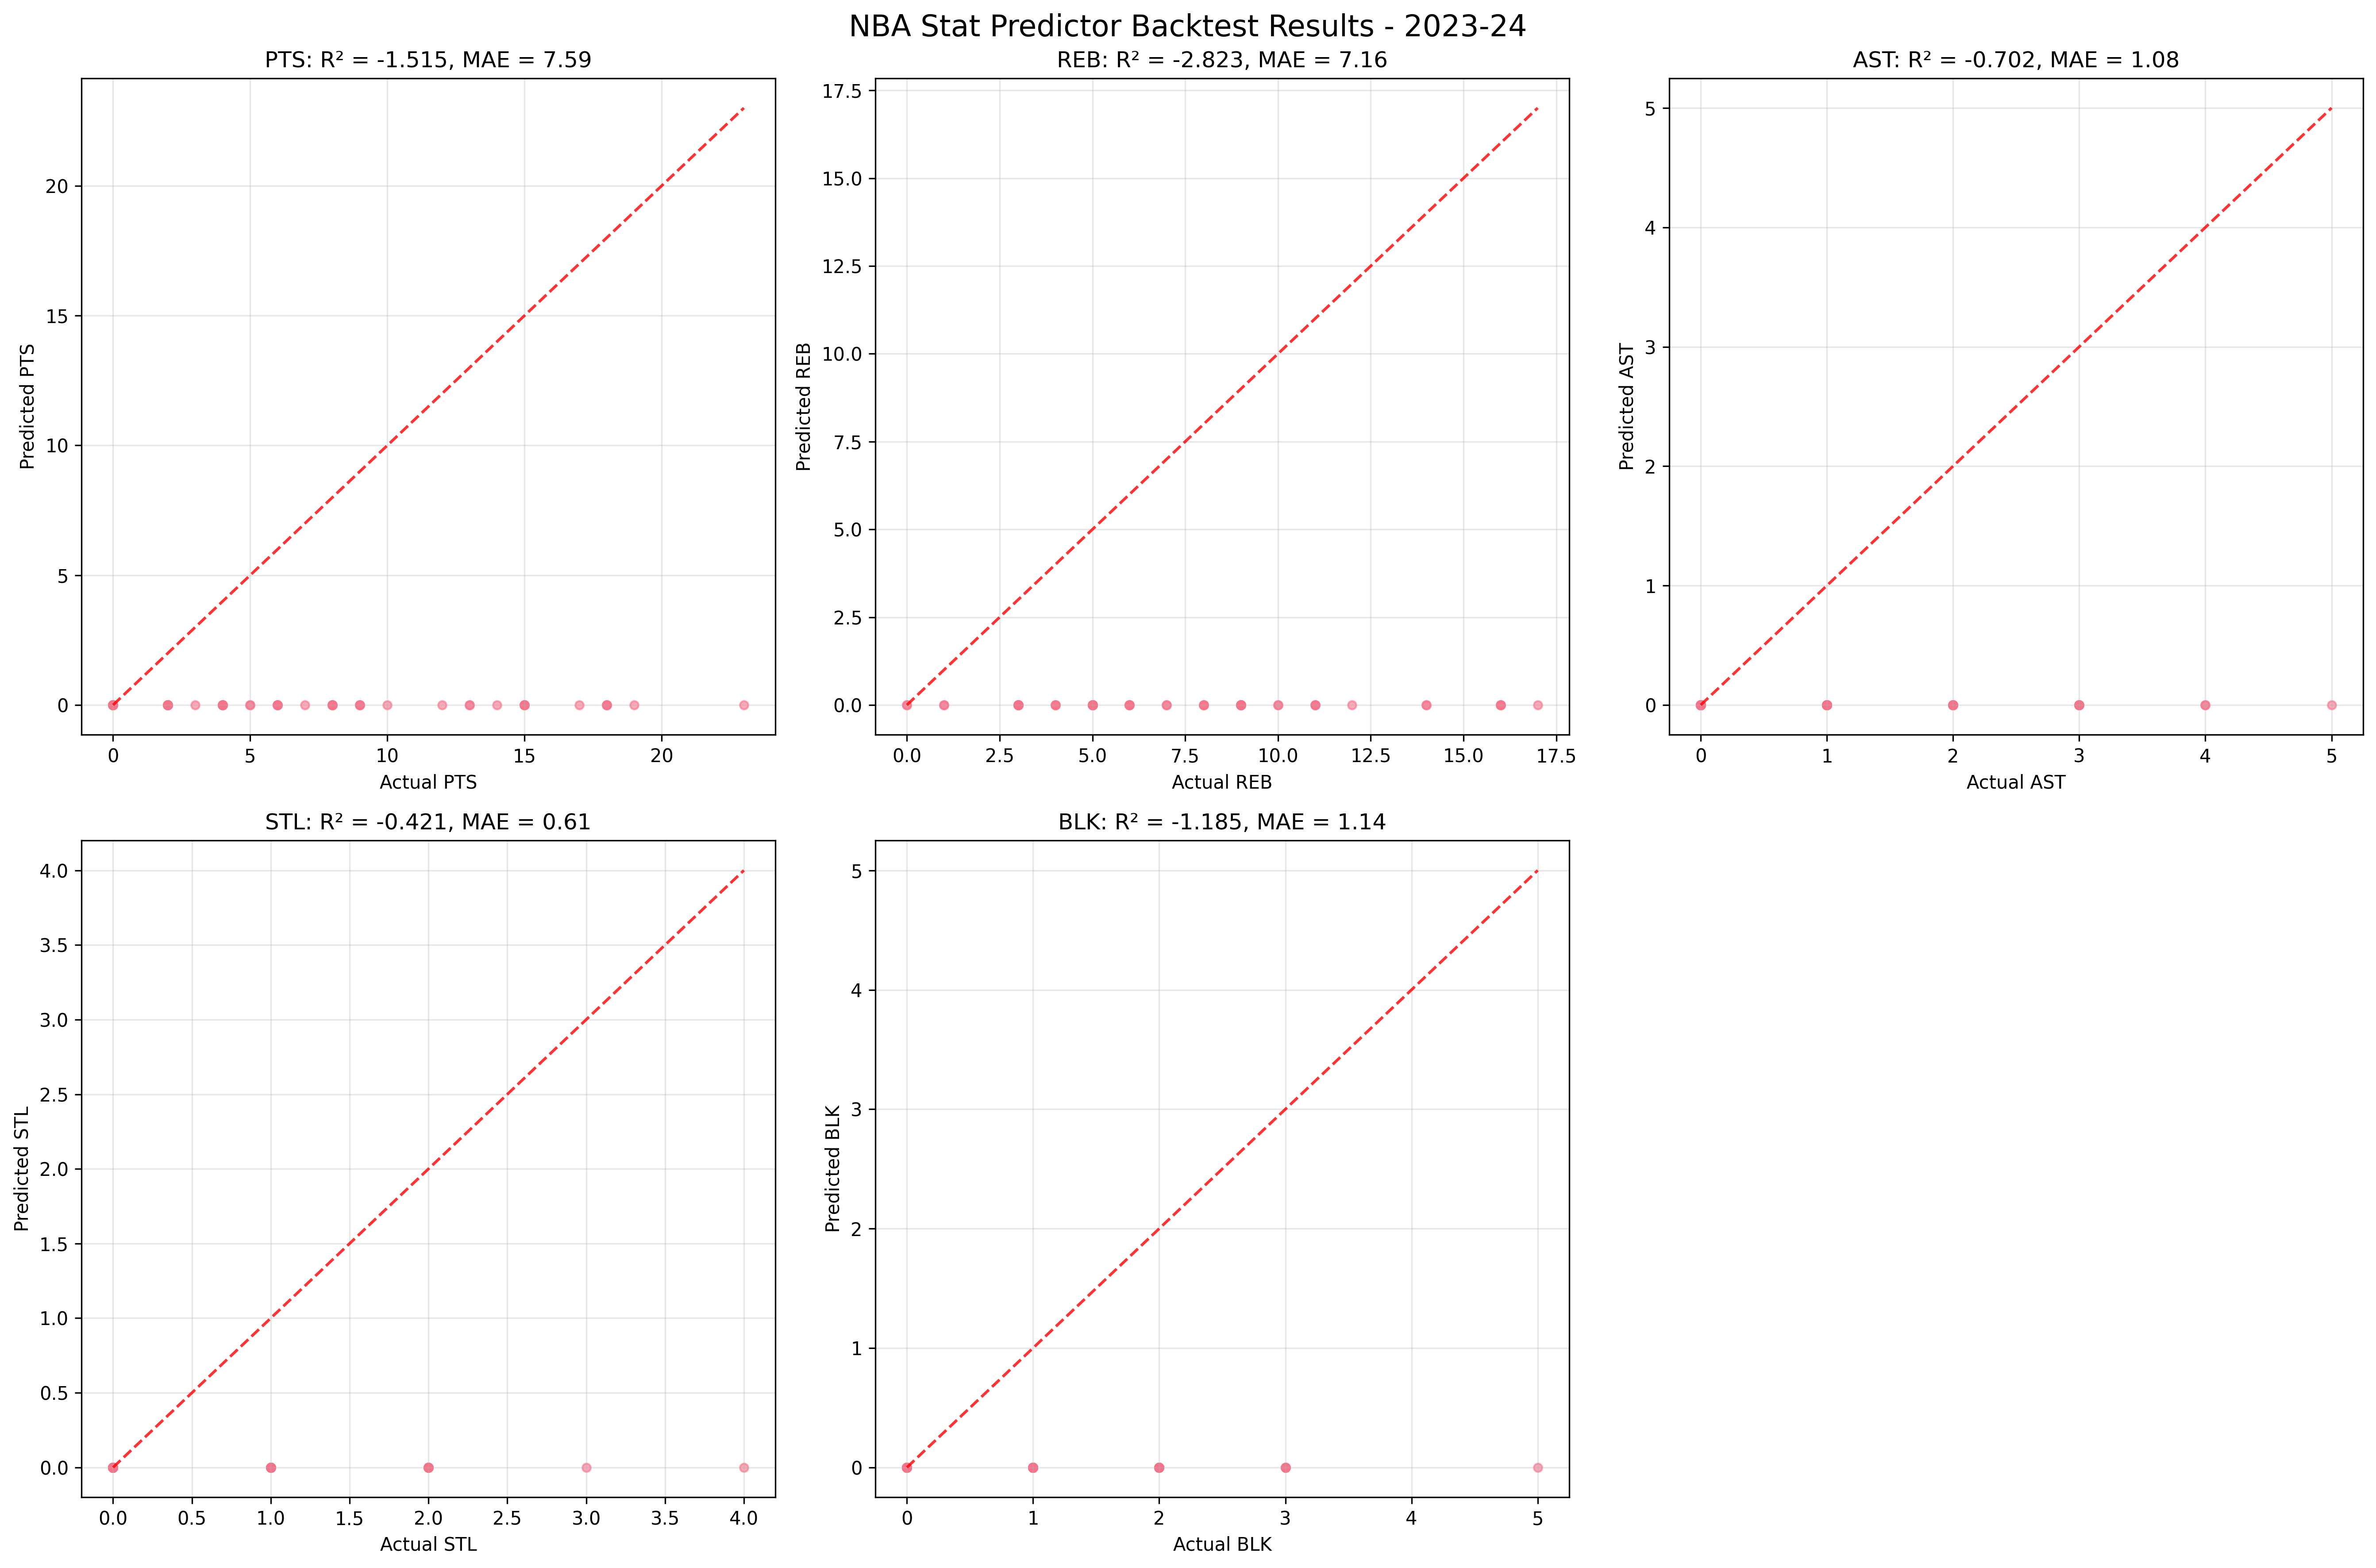 NBA Stat Predictor Backtest Results - 2023-24
PTS: R² = -1.515, MAE = 7.59
Predicted PTS
20
15
10
5
0
0 5 10 15 20
Actual PTS
REB: R² = -2.823, MAE = 7.16
Predicted REB
17.5
15.0
12.5
10.0
7.5
5.0
2.5
0.0
0.0 2.5 5.0 7.5 10.0 12.5 15.0 17.5
Actual REB
AST: R² = -0.702, MAE = 1.08
Predicted AST
5
4
3
2
1
0
0 1 2 3 4 5
Actual AST
STL: R² = -0.421, MAE = 0.61
Predicted STL
4.0
3.5
3.0
2.5
2.0
1.5
1.0
0.5
0.0
0.0 0.5 1.0 1.5 2.0 2.5 3.0 3.5 4.0
Actual STL
BLK: R² = -1.185, MAE = 1.14
Predicted BLK
5
4
3
2
1
0
0 1 2 3 4 5
Actual BLK